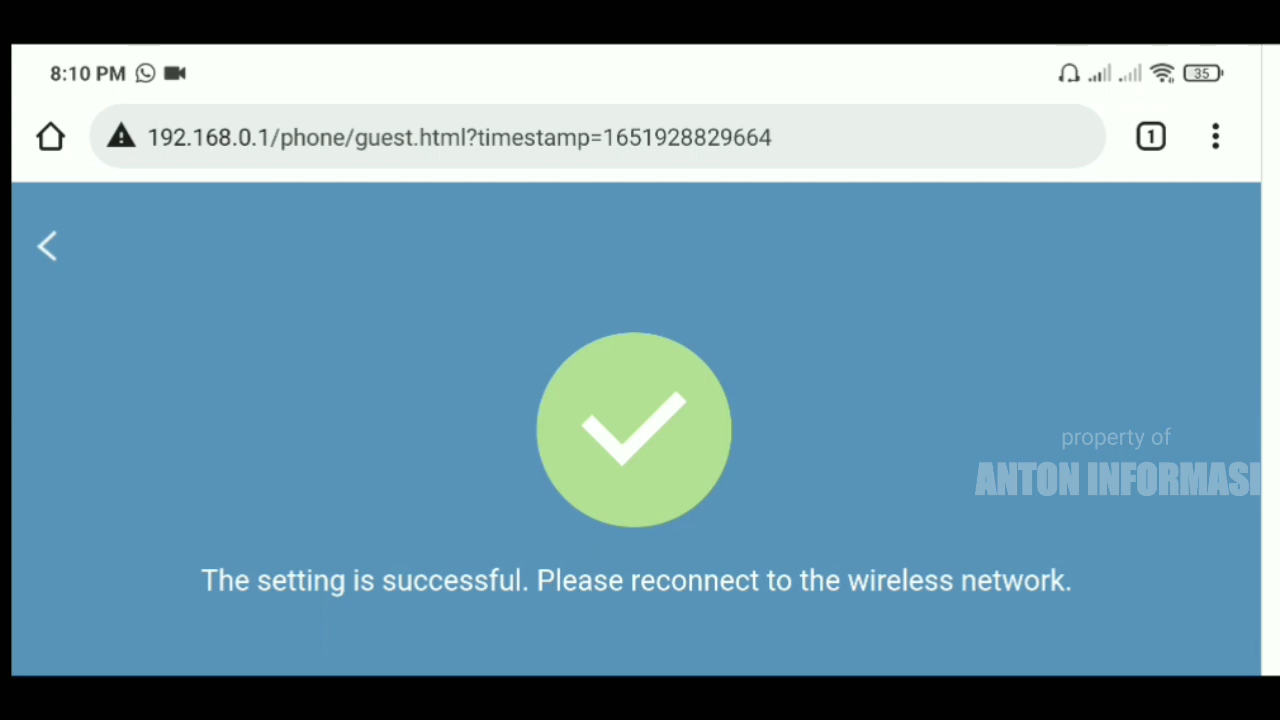 8:10 PM
35
192.168.0.1/phone/guest.html?timestamp=1651928829664
1
property of
ANTON INFORMASI
The setting is successful. Please reconnect to the wireless network.